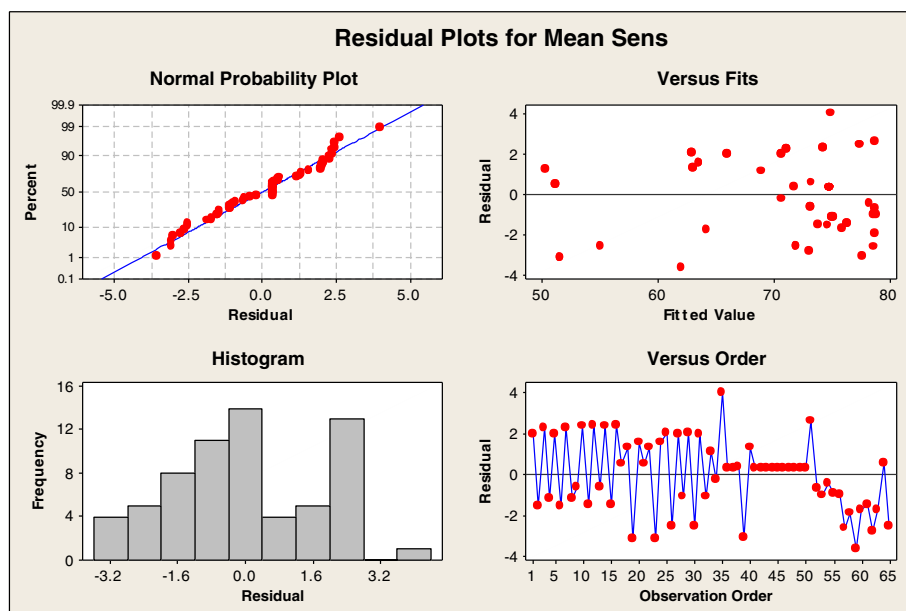 Residual Plots for Mean Sens
Normal Probability Plot
99.9
99
90
50
10
1
0.1
Percent
-5.0 -2.5 0.0 2.5 5.0
Residual
Versus Fits
4
2
0
-2
-4
Residual
50 60 70 80
Fitted Value
Histogram
16
12
8
4
0
Frequency
-3.2 -1.6 0.0 1.6 3.2
Residual
Versus Order
4
2
0
-2
-4
Residual
1 5 10 15 20 25 30 35 40 45 50 55 60 65
Observation Order